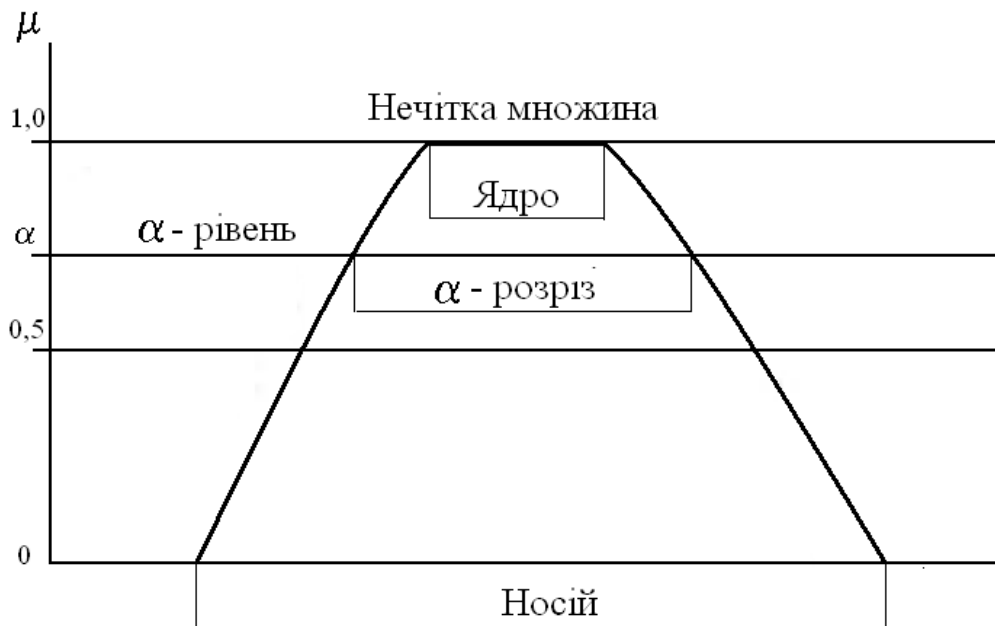 μ
1,0
Нечітка множина
Ядро
α
α - рівень
α - розріз
0,5
0
Носій